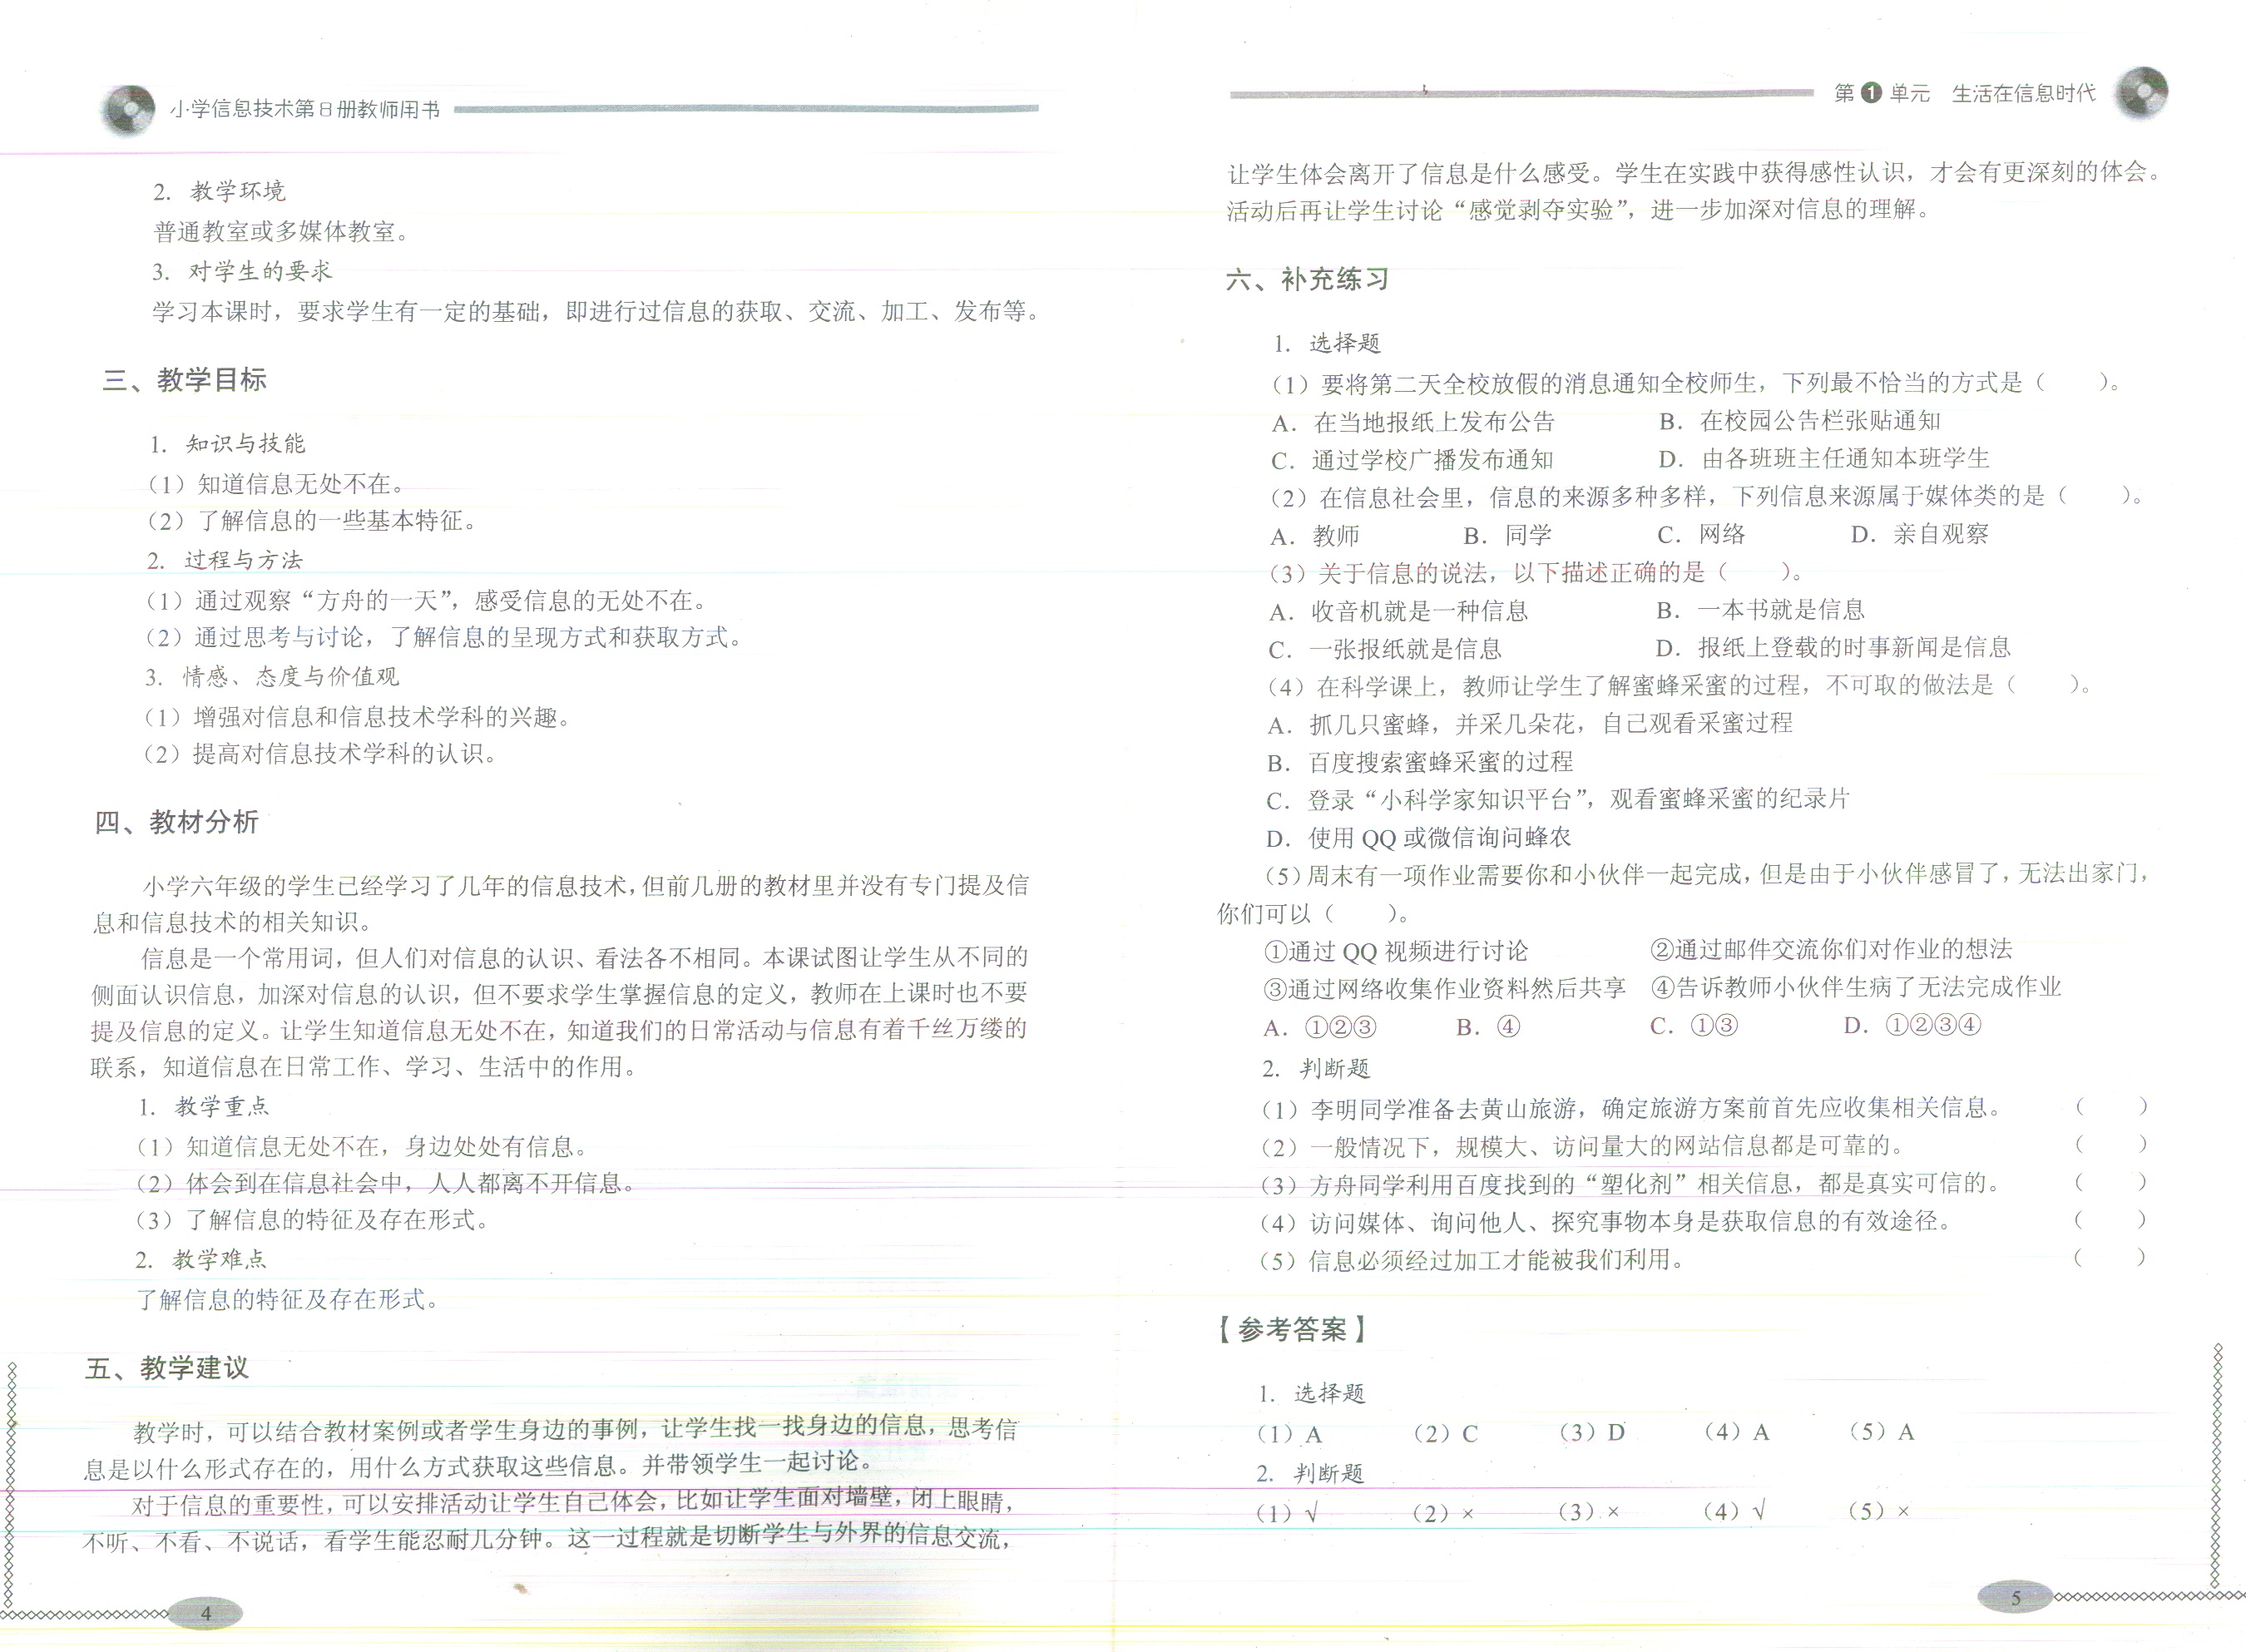 小学信息技术第8册教师用书
2. 教学环境
普通教室或多媒体教室。
3. 对学生的要求
学习本课时，要求学生有一定的基础，即进行过信息的获取、交流、加工、发布等。
三、教学目标
1. 知识与技能
（1）知道信息无处不在。
（2）了解信息的一些基本特征。
2. 过程与方法
（1）通过观察“方舟的一天”，感受信息的无处不在。
（2）通过思考与讨论，了解信息的呈现方式和获取方式。
3. 情感、态度与价值观
（1）增强对信息和信息技术学科的兴趣。
（2）提高对信息技术学科的认识。
四、教材分析
小学六年级的学生已经学习了几年的信息技术，但前几册的教材里并没有专门提及信
息和信息技术的相关知识。
信息是一个常用词，但人们对信息的认识、看法各不相同。本课试图让学生从不同的
侧面认识信息，加深对信息的认识，但不要求学生掌握信息的定义，教师在上课时也不要
提及信息的定义。让学生知道信息无处不在，知道我们的日常活动与信息有着千丝万缕的
联系，知道信息在日常工作、学习、生活中的作用。
1. 教学重点
（1）知道信息无处不在，身边处处有信息。
（2）体会到在信息社会中，人人都离不开信息。
（3）了解信息的特征及存在形式。
2. 教学难点
了解信息的特征及存在形式。
五、教学建议
教学时，可以结合教材案例或者学生身边的事例，让学生找一找身边的信息，思考信
息是以什么形式存在的，用什么方式获取这些信息。并带领学生一起讨论。
对于信息的重要性，可以安排活动让学生自己体会，比如让学生面对墙壁，闭上眼睛，
不听、不看、不说话，看学生能忍耐几分钟。这一过程就是切断学生与外界的信息交流，
4
第1单元 生活在信息时代
让学生体会离开了信息是什么感受。学生在实践中获得感性认识，才会有更深刻的体会。
活动后再让学生讨论“感觉剥夺实验”，进一步加深对信息的理解。
六、补充练习
1. 选择题
（1）要将第二天全校放假的消息通知全校师生，下列最不恰当的方式是（ ）。
A. 在当地报纸上发布公告 B. 在校园公告栏张贴通知
C. 通过学校广播发布通知 D. 由各班班主任通知本班学生
（2）在信息社会里，信息的来源多种多样，下列信息来源属于媒体类的是（ ）。
A. 教师 B. 同学 C. 网络 D. 亲自观察
（3）关于信息的说法，以下描述正确的是（ ）。
A. 收音机就是一种信息 B. 一本书就是信息
C. 一张报纸就是信息 D. 报纸上登载的时事新闻是信息
（4）在科学课上，教师让学生了解蜜蜂采蜜的过程，不可取的做法是（ ）。
A. 抓几只蜜蜂，并采几朵花，自己观看采蜜过程
B. 百度搜索蜜蜂采蜜的过程
C. 登录“小科学家知识平台”，观看蜜蜂采蜜的纪录片
D. 使用 QQ 或微信询问蜂农
（5）周末有一项作业需要你和小伙伴一起完成，但是由于小伙伴感冒了，无法出家门，
你们可以（ ）。
①通过 QQ 视频进行讨论 ②通过邮件交流你们对作业的想法
③通过网络收集作业资料然后共享 ④告诉教师小伙伴生病了无法完成作业
A. ①②③ B. ④ C. ①③ D. ①②③④
2. 判断题
（1）李明同学准备去黄山旅游，确定旅游方案前首先应收集相关信息。 （ ）
（2）一般情况下，规模大、访问量大的网站信息都是可靠的。 （ ）
（3）方舟同学利用百度找到的“塑化剂”相关信息，都是真实可信的。 （ ）
（4）访问媒体、询问他人、探究事物本身是获取信息的有效途径。 （ ）
（5）信息必须经过加工才能被我们利用。 （ ）
【参考答案】
1. 选择题
（1）A （2）C （3）D （4）A （5）A
2. 判断题
（1）√ （2）× （3）× （4）√ （5）×
5